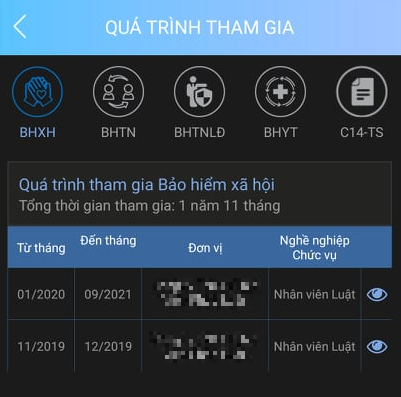 QUÁ TRÌNH THAM GIA
BHXH BHTN BHTNLĐ BHYT C14-TS
Quá trình tham gia Bảo hiểm xã hội
Tổng thời gian tham gia: 1 năm 11 tháng
Từ tháng Đến tháng Đơn vị Nghề nghiệp
Chức vụ
01/2020 09/2021 Nhân viên Luật
11/2019 12/2019 Nhân viên Luật